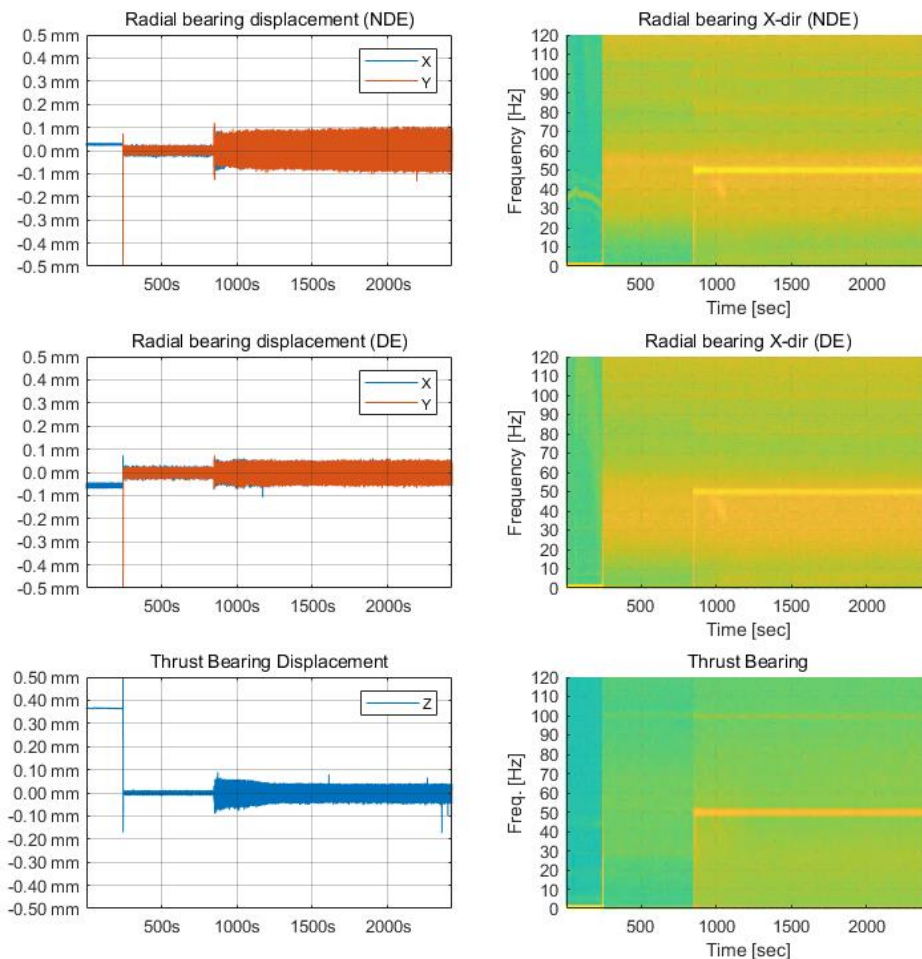 Radial bearing displacement (NDE)
0.5 mm
0.4 mm
0.3 mm
0.2 mm
0.1 mm
0.0 mm
-0.1 mm
-0.2 mm
-0.3 mm
-0.4 mm
-0.5 mm
X
Y
500s 1000s 1500s 2000s
Radial bearing X-dir (NDE)
Frequency [Hz]
120
110
100
90
80
70
60
50
40
30
20
10
0
500 1000 1500 2000
Time [sec]
Radial bearing displacement (DE)
0.5 mm
0.4 mm
0.3 mm
0.2 mm
0.1 mm
0.0 mm
-0.1 mm
-0.2 mm
-0.3 mm
-0.4 mm
-0.5 mm
X
Y
500s 1000s 1500s 2000s
Radial bearing X-dir (DE)
Frequency [Hz]
120
110
100
90
80
70
60
50
40
30
20
10
0
500 1000 1500 2000
Time [sec]
Thrust Bearing Displacement
0.50 mm
0.40 mm
0.30 mm
0.20 mm
0.10 mm
0.00 mm
-0.10 mm
-0.20 mm
-0.30 mm
-0.40 mm
-0.50 mm
Z
500s 1000s 1500s 2000s
Thrust Bearing
Freq. [Hz]
120
110
100
90
80
70
60
50
40
30
20
10
0
500 1000 1500 2000
Time [sec]